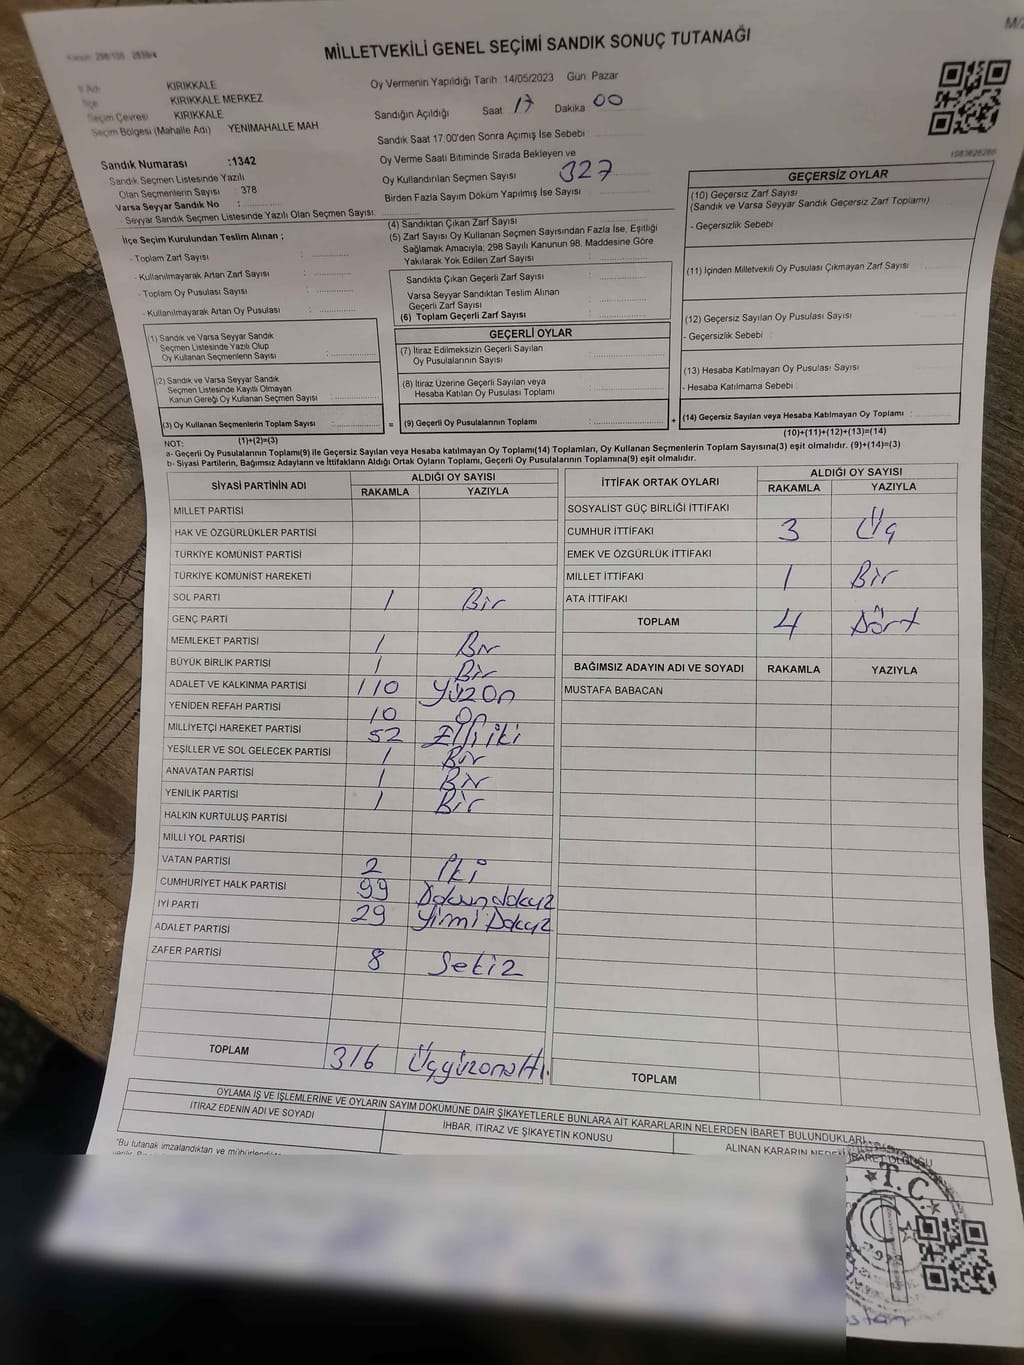 MİLLETVEKİLİ GENEL SEÇİMİ SANDIK SONUÇ TUTANAĞI
İl Adı KIRIKKALE
İlçe KIRIKKALE MERKEZ
Seçim Çevresi KIRIKKALE
Seçim Bölgesi (Mahalle Adı) YENİMAHALLE MAH
Sandık Numarası :1342
Sandık Seçmen Listesinde Yazılı
Olan Seçmenlerin Sayısı 378
Varsa Seyyar Sandık No :
- Seyyar Sandık Seçmen Listesinde Yazılı Olan Seçmen Sayısı:
Oy Vermenin Yapıldığı Tarih 14/05/2023 Gün Pazar
Sandığın Açıldığı Saat 17 Dakika 00
Sandık Saat 17:00'den Sonra Açımış İse Sebebi
Oy Verme Saati Bitiminde Sırada Bekleyen ve
Oy Kullandırılan Seçmen Sayısı 327
Birden Fazla Sayım Döküm Yapılmış İse Sayısı
İlçe Seçim Kurulundan Teslim Alınan ;
- Toplam Zarf Sayısı :
- Kullanılmayarak Artan Zarf Sayısı :
- Toplam Oy Pusulası Sayısı :
- Kullanılmayarak Artan Oy Pusulası :
(1) Sandık ve Varsa Seyyar Sandık
Seçmen Listesinde Yazılı Olup
Oy Kullanan Seçmenlerin Sayısı :
(2) Sandık ve Varsa Seyyar Sandık
Seçmen Listesinde Kayıtlı Olmayan
Kanun Gereği Oy Kullanan Seçmen Sayısı :
(3) Oy Kullanan Seçmenlerin Toplam Sayısı :
(1)+(2)=(3)
(4) Sandıktan Çıkan Zarf Sayısı :
(5) Zarf Sayısı Oy Kullanan Seçmen Sayısından Fazla İse, Eşitliği
Sağlamak Amacıyla; 298 Sayılı Kanunun 98. Maddesine Göre
Yakılarak Yok Edilen Zarf Sayısı :
Sandıkta Çıkan Geçerli Zarf Sayısı :
Varsa Seyyar Sandıktan Teslim Alınan
Geçerli Zarf Sayısı :
(6) Toplam Geçerli Zarf Sayısı :
GEÇERLİ OYLAR
(7) İtiraz Edilmeksizin Geçerli Sayılan
Oy Pusulalarının Sayısı :
(8) İtiraz Üzerine Geçerli Sayılan veya
Hesaba Katılan Oy Pusulası Toplamı :
= (9) Geçerli Oy Pusulalarının Toplamı : +
GEÇERSİZ OYLAR
(10) Geçersiz Zarf Sayısı
(Sandık ve Varsa Seyyar Sandık Geçersiz Zarf Toplamı)
- Geçersizlik Sebebi
(11) İçinden Milletvekili Oy Pusulası Çıkmayan Zarf Sayısı
(12) Geçersiz Sayılan Oy Pusulası Sayısı :
- Geçersizlik Sebebi :
(13) Hesaba Katılmayan Oy Pusulası Sayısı :
- Hesaba Katılmama Sebebi :
(14) Geçersiz Sayılan veya Hesaba Katılmayan Oy Toplamı :
(10)+(11)+(12)+(13)=(14)
NOT:
a- Geçerli Oy Pusulalarının Toplamı(9) ile Geçersiz Sayılan veya Hesaba katılmayan Oy Toplamı(14) Toplamları, Oy Kullanan Seçmenlerin Toplam Sayısına(3) eşit olmalıdır. (9)+(14)=(3)
b- Siyasi Partilerin, Bağımsız Adayların ve İttifakların Aldığı Ortak Oyların Toplamı, Geçerli Oy Pusulalarının Toplamına(9) eşit olmalıdır.
SİYASİ PARTİNİN ADI ALDIĞI OY SAYISI
RAKAMLA YAZIYLA
MİLLET PARTİSİ
HAK VE ÖZGÜRLÜKLER PARTİSİ
TÜRKİYE KOMÜNİST PARTİSİ
TÜRKİYE KOMÜNİST HAREKETİ
SOL PARTİ 1 Bir
GENÇ PARTİ
MEMLEKET PARTİSİ 1 Bir
BÜYÜK BİRLİK PARTİSİ 1 Bir
ADALET VE KALKINMA PARTİSİ 110 Yüzon
YENİDEN REFAH PARTİSİ 10 On
MİLLİYETÇİ HAREKET PARTİSİ 52 Elliiki
YEŞİLLER VE SOL GELECEK PARTİSİ 1 Bir
ANAVATAN PARTİSİ 1 Bir
YENİLİK PARTİSİ 1 Bir
HALKIN KURTULUŞ PARTİSİ
MİLLİ YOL PARTİSİ
VATAN PARTİSİ 2 İki
CUMHURİYET HALK PARTİSİ 99 Doksandokuz
İYİ PARTİ 29 Yirmi Dokuz
ADALET PARTİSİ
ZAFER PARTİSİ 8 Sekiz
TOPLAM 316 Üçyüzonaltı.
İTTİFAK ORTAK OYLARI ALDIĞI OY SAYISI
RAKAMLA YAZIYLA
SOSYALİST GÜÇ BİRLİĞİ İTTİFAKI
CUMHUR İTTİFAKI 3 Üç
EMEK VE ÖZGÜRLÜK İTTİFAKI
MİLLET İTTİFAKI 1 Bir
ATA İTTİFAKI
TOPLAM 4 Dört
BAĞIMSIZ ADAYIN ADI VE SOYADI RAKAMLA YAZIYLA
MUSTAFA BABACAN
TOPLAM
OYLAMA İŞ VE İŞLEMLERİNE VE OYLARIN SAYIM DÖKÜMÜNE DAİR ŞİKAYETLERLE BUNLARA AİT KARARLARIN NELERDEN İBARET BULUNDUKLARI
İTİRAZ EDENİN ADI VE SOYADI
İHBAR, İTİRAZ VE ŞİKAYETİN KONUSU
ALINAN KARARIN NEDEN İBARET OLDUĞU
"Bu tutanak imzalandıktan ve
T.C